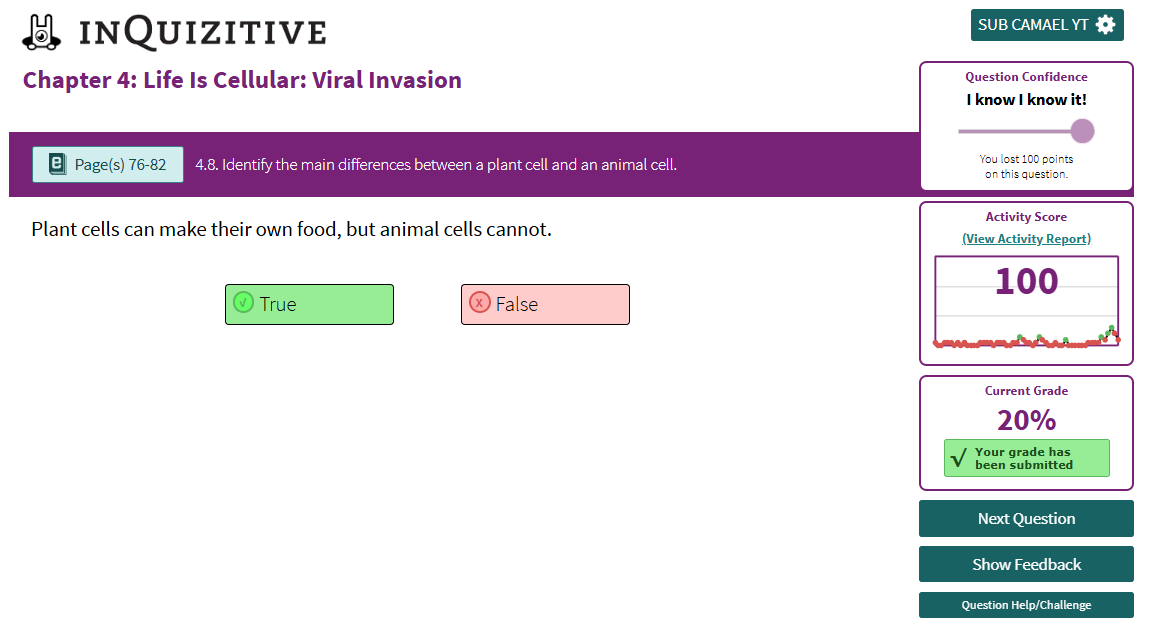 INQUIZITIVE
SUB CAMAEL YT
Chapter 4: Life Is Cellular: Viral Invasion
Question Confidence
I know I know it!
You lost 100 points
on this question.
Page(s) 76-82
4.8. Identify the main differences between a plant cell and an animal cell.
Plant cells can make their own food, but animal cells cannot.
√ True
x False
Activity Score
(View Activity Report)
100
Current Grade
20%
√ Your grade has
been submitted
Next Question
Show Feedback
Question Help/Challenge